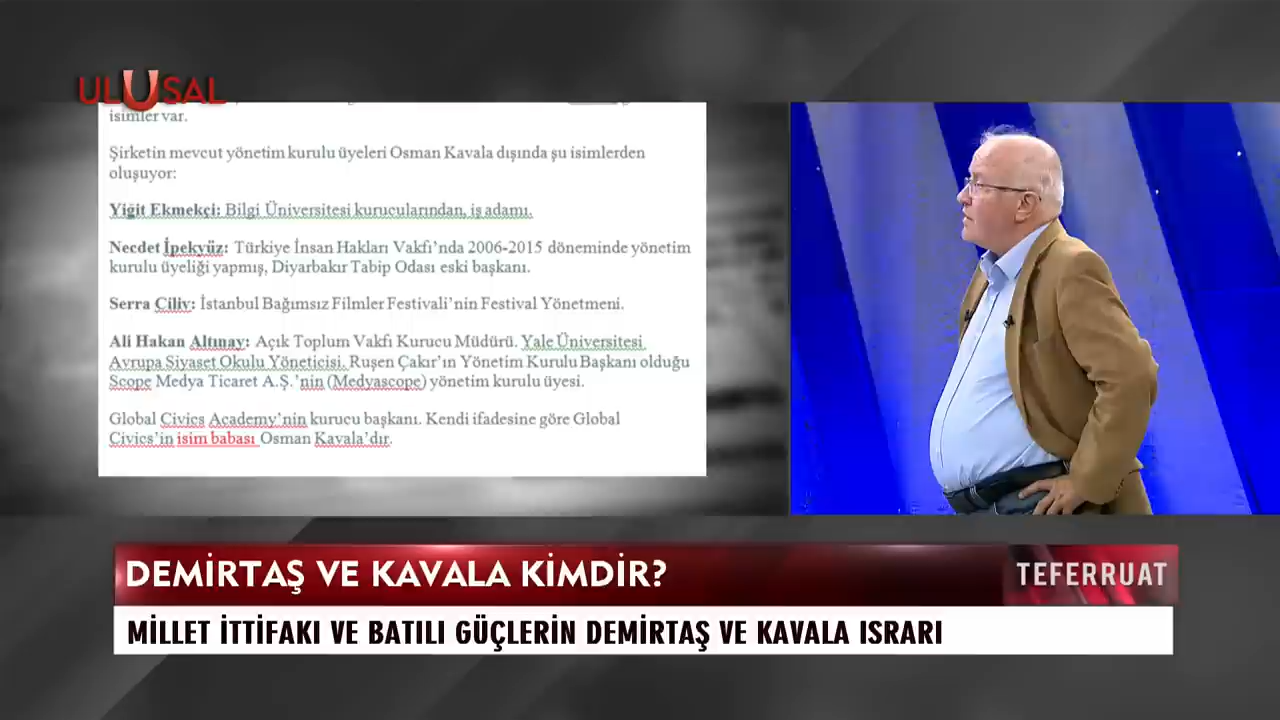 ULUSAL
isimler var.
Şirketin mevcut yönetim kurulu üyeleri Osman Kavala dışında şu isimlerden
oluşuyor:
Yiğit Ekmekçi: Bilgi Üniversitesi kurucularından, iş adamı.
Necdet İpekyüz: Türkiye İnsan Hakları Vakfı’nda 2006-2015 döneminde yönetim
kurulu üyeliği yapmış, Diyarbakır Tabip Odası eski başkanı.
Serra Ciliv: İstanbul Bağımsız Filmler Festivali’nin Festival Yönetmeni.
Ali Hakan Altınay: Açık Toplum Vakfı Kurucu Müdürü. Yale Üniversitesi
Avrupa Siyaset Okulu Yöneticisi. Ruşen Çakır’ın Yönetim Kurulu Başkanı olduğu
Scope Medya Ticaret A.Ş.’nin (Medyascope) yönetim kurulu üyesi.
Global Civics Academy’nin kurucu başkanı. Kendi ifadesine göre Global
Civics’in isim babası Osman Kavala’dır.
DEMİRTAŞ VE KAVALA KİMDİR?
TEFERRUAT
MİLLET İTTİFAKI VE BATILI GÜÇLERİN DEMİRTAŞ VE KAVALA ISRARI